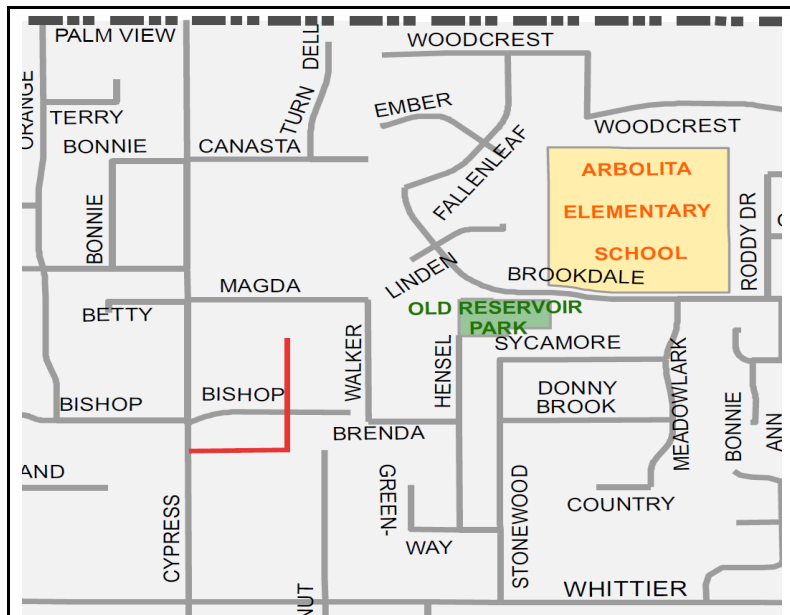 PALM VIEW
DELL
WOODCREST
ORANGE
TERRY
TURN
EMBER
WOODCREST
BONNIE
CANASTA
FALLENLEAF
ARBOLITA
ELEMENTARY
SCHOOL
BONNIE
RODDY DR
LINDEN
BROOKDALE
MAGDA
BETTY
OLD RESERVOIR
PARK
SYCAMORE
WALKER
HENSEL
MEADOWLARK
BISHOP
BISHOP
DONNY
BROOK
BONNIE
ANN
BRENDA
AND
GREEN-
WAY
CYPRESS
STONEWOOD
COUNTRY
WHITTIER
NUT